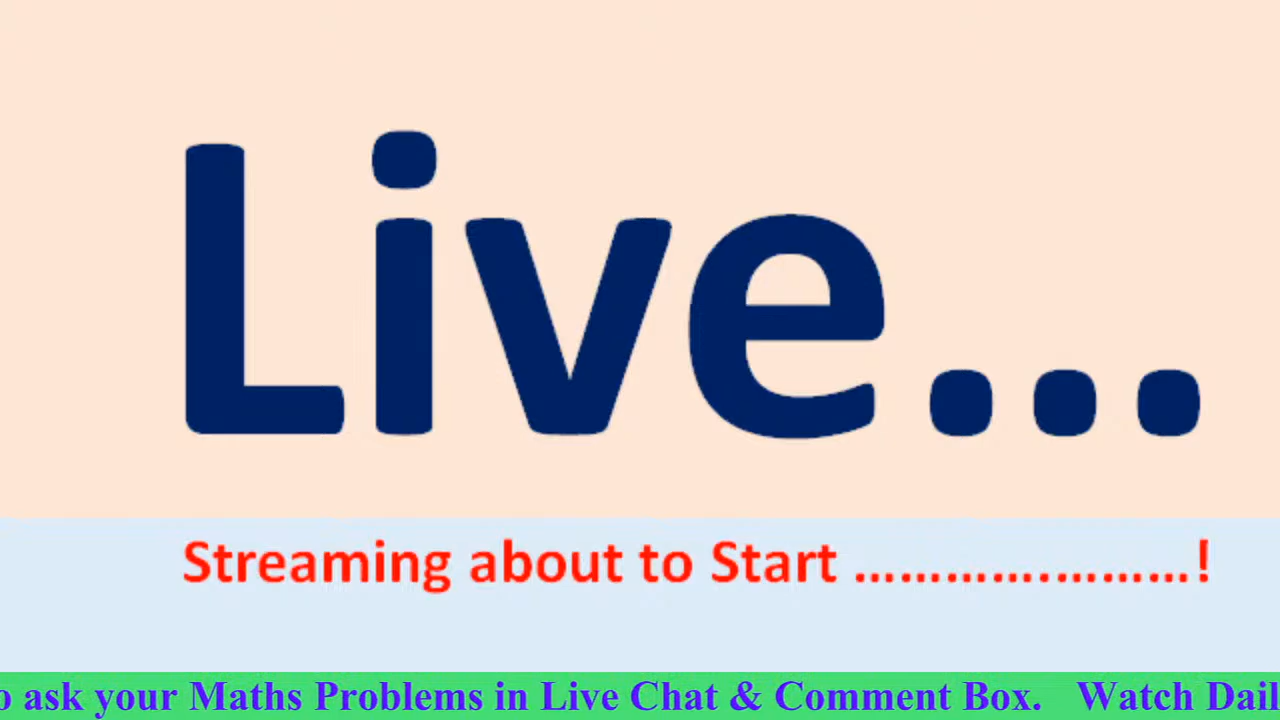 Live...
Streaming about to Start ………….………!
ask your Maths Problems in Live Chat & Comment Box. Watch